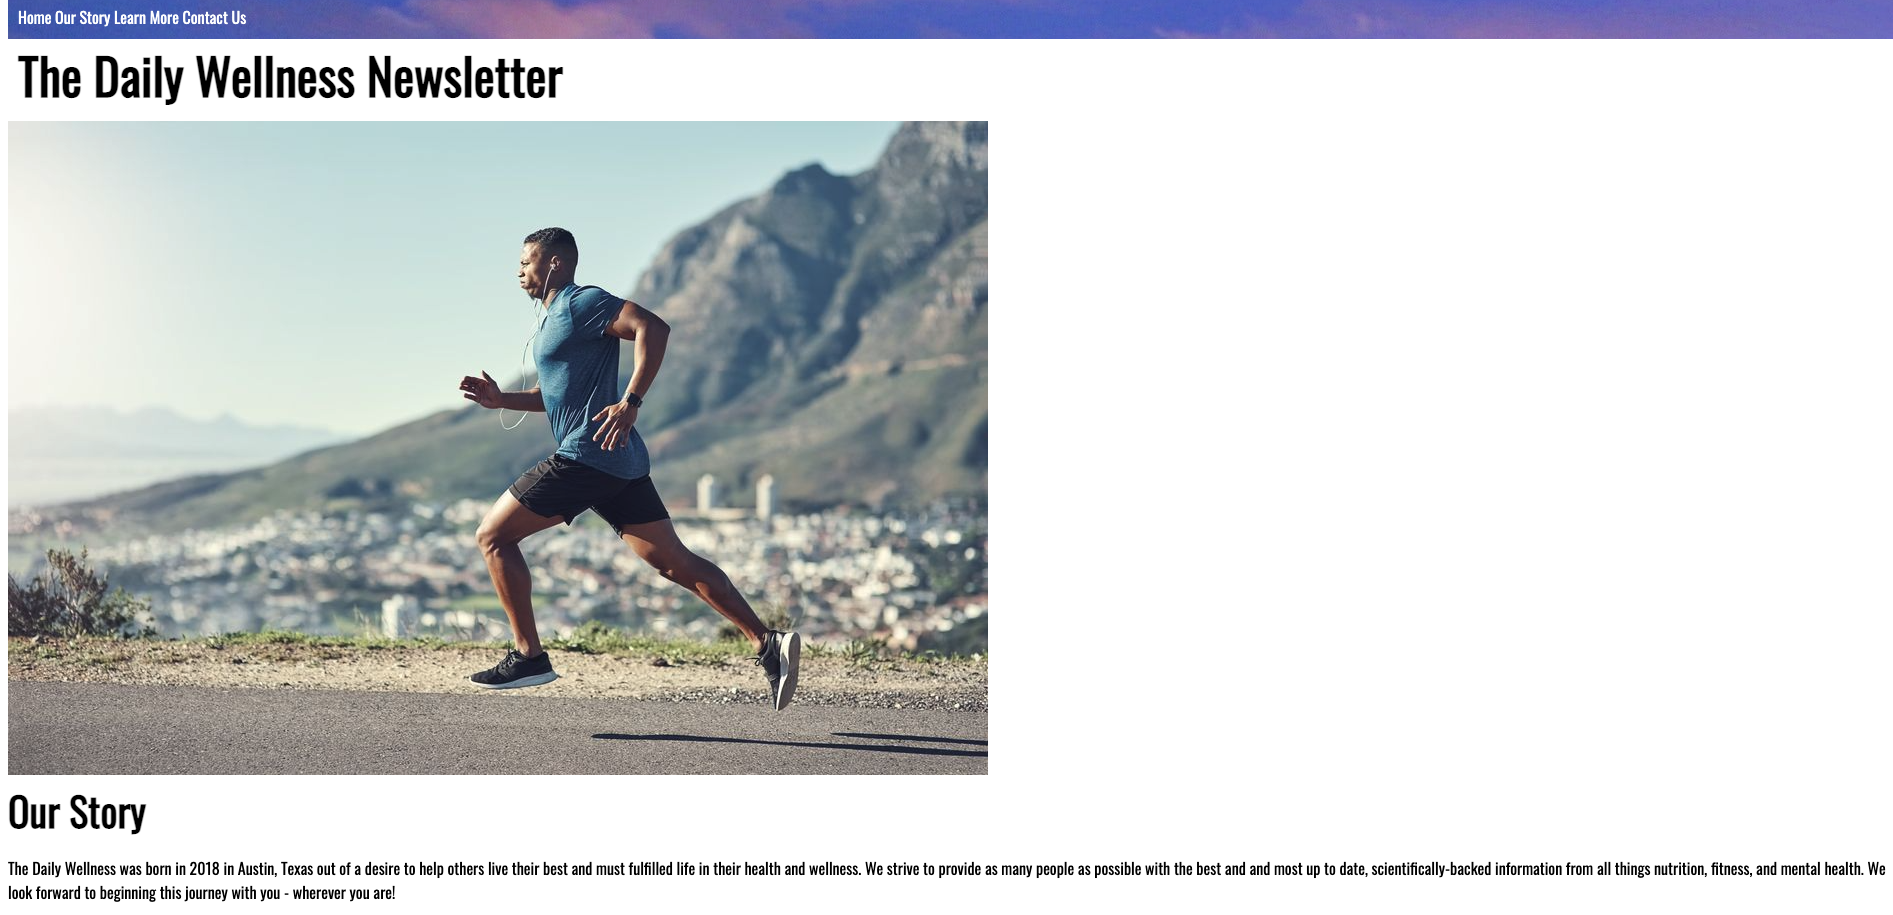 Home Our Story Learn More Contact Us
The Daily Wellness Newsletter
Our Story
The Daily Wellness was born in 2018 in Austin, Texas out of a desire to help others live their best and must fulfilled life in their health and wellness. We strive to provide as many people as possible with the best and and most up to date, scientifically-backed information from all things nutrition, fitness, and mental health. We
look forward to beginning this journey with you - wherever you are!